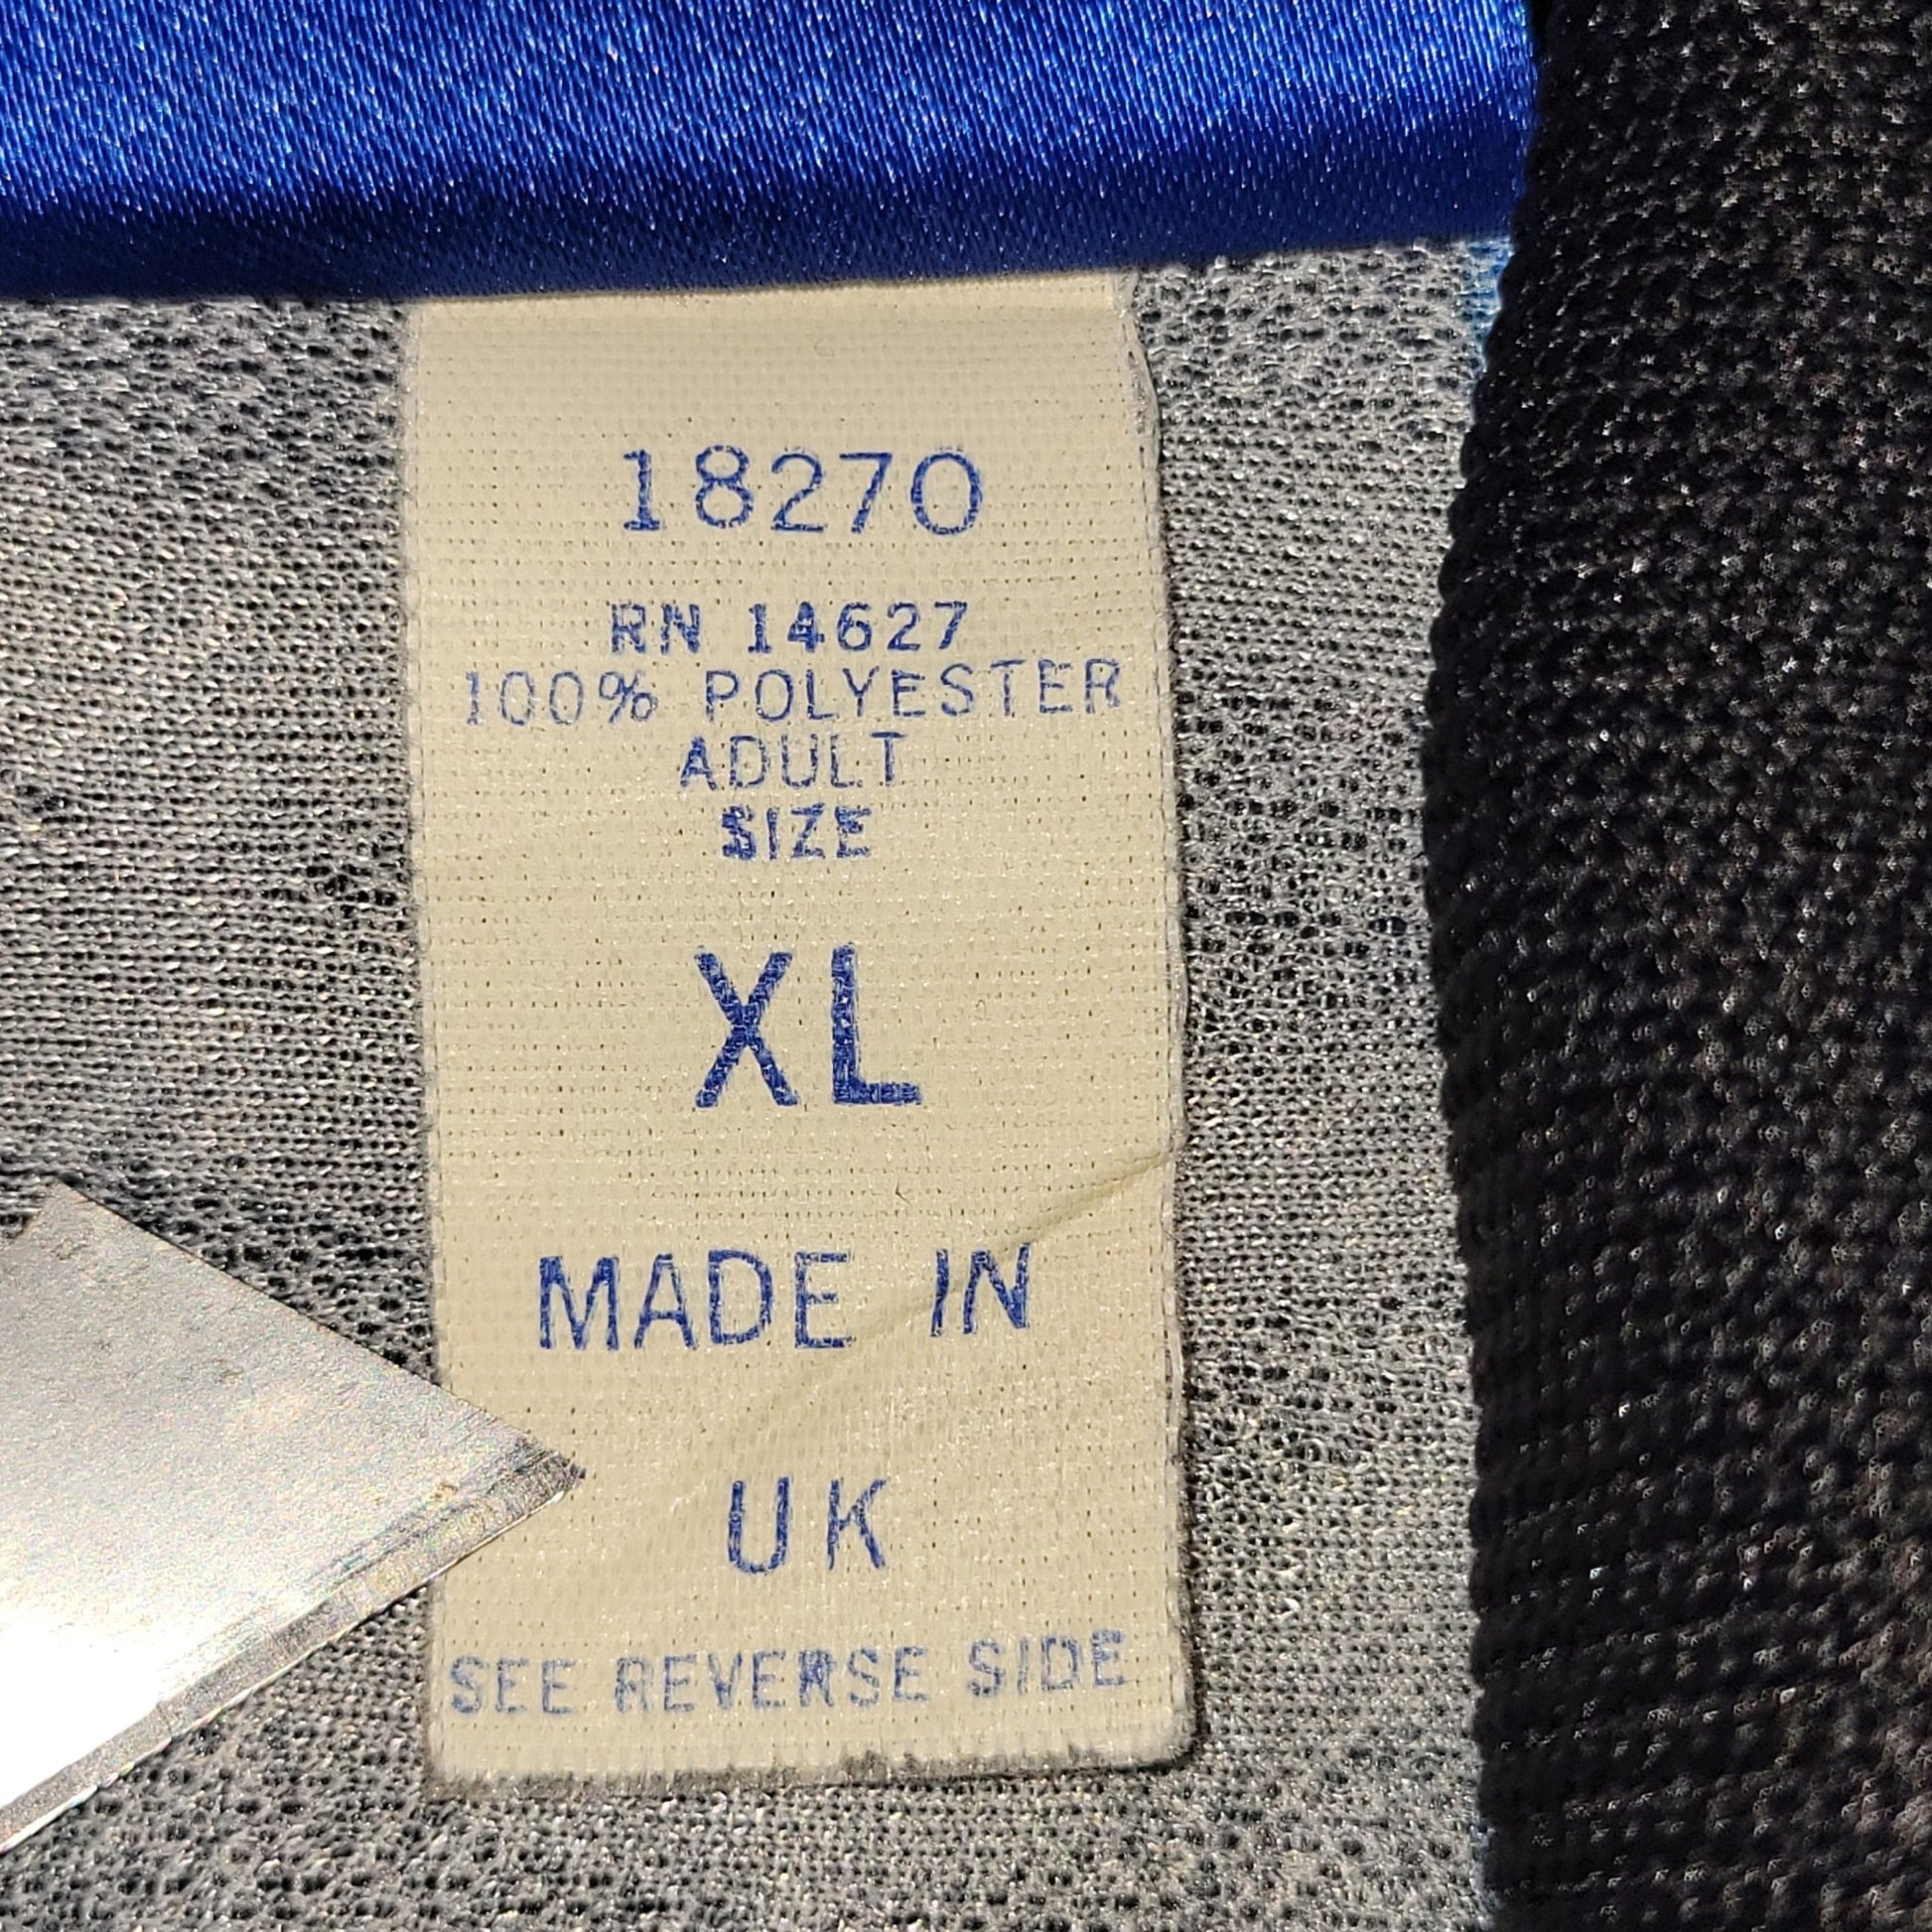 18270
RN 14627
100% POLYESTER
ADULT
SIZE
XL
MADE IN
UK
SEE REVERSE SIDE